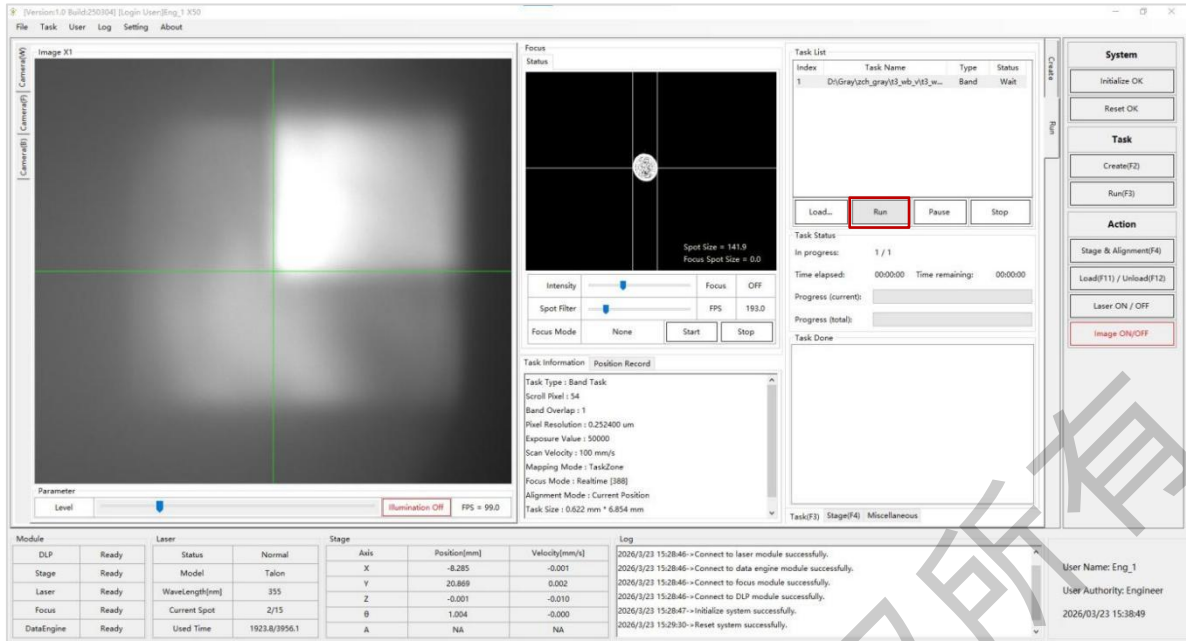 [Version:1.0 Build:250304] [Login User:]Eng_1 X50
File Task User Log Setting About
Camera(W)
Camera(F)
Camera(B)
Image X1
Parameter
Level Illumination Off FPS = 99.0
Focus
Status
Spot Size = 141.9
Focus Spot Size = 0.0
Intensity Focus OFF
Spot Filter FPS 193.0
Focus Mode None Start Stop
Task Information Position Record
Task Type : Band Task
Scroll Pixel : 54
Band Overlap : 1
Pixel Resolution : 0.252400 um
Exposure Value : 50000
Scan Velocity : 100 mm/s
Mapping Mode : TaskZone
Focus Mode : Realtime [388]
Alignment Mode : Current Position
Task Size : 0.622 mm * 6.854 mm
Task List
Index Task Name Type Status
1 D:\Gray\zch_gray\t3_wb_v\t3_w... Band Wait
Load... Run Pause Stop
Task Status
In progress: 1 / 1
Time elapsed: 00:00:00 Time remaining: 00:00:00
Progress (current):
Progress (total):
Task Done
Task(F3) Stage(F4) Miscellaneous
Create
Run
System
Initialize OK
Reset OK
Task
Create(F2)
Run(F3)
Action
Stage & Alignment(F4)
Load(F11) / Unload(F12)
Laser ON / OFF
Image ON/OFF
Module
DLP Ready
Stage Ready
Laser Ready
Focus Ready
DataEngine Ready
Laser
Status Normal
Model Talon
WaveLength[nm] 355
Current Spot 2/15
Used Time 1923.8/3956.1
Stage
Axis Position[mm] Velocity[mm/s]
X -8.285 -0.001
Y 20.869 0.002
Z -0.001 -0.010
θ 1.004 -0.000
A NA NA
Log
2026/3/23 15:28:46->Connect to laser module successfully.
2026/3/23 15:28:46->Connect to data engine module successfully.
2026/3/23 15:28:46->Connect to focus module successfully.
2026/3/23 15:28:46->Connect to DLP module successfully.
2026/3/23 15:28:47->Initialize system successfully.
2026/3/23 15:29:30->Reset system successfully.
User Name: Eng_1
User Authority: Engineer
2026/03/23 15:38:49
所有